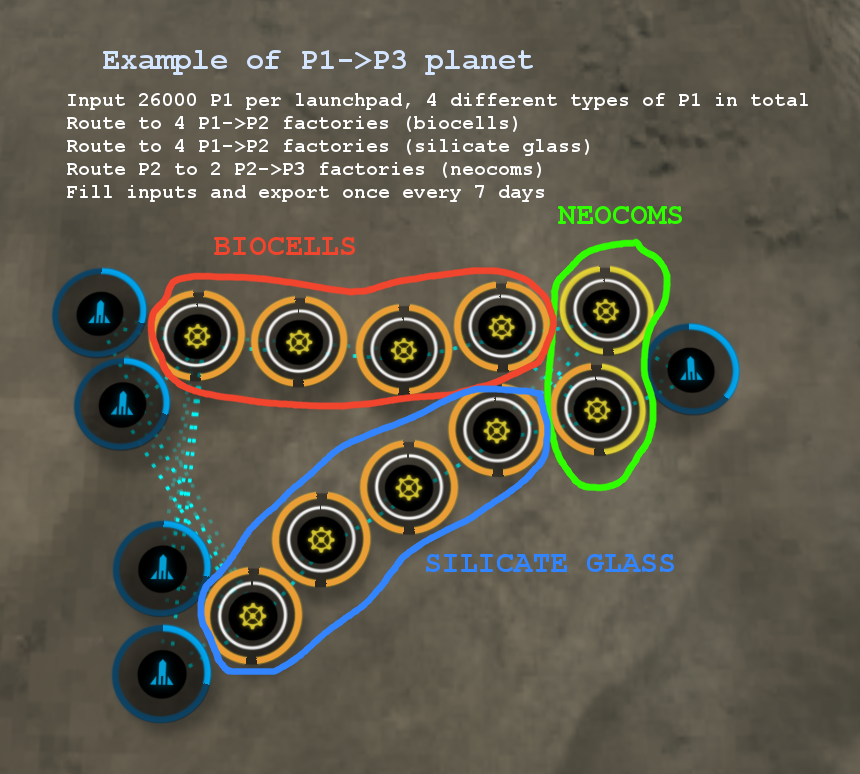 Example of P1->P3 planet
Input 26000 P1 per launchpad, 4 different types of P1 in total
Route to 4 P1->P2 factories (biocells)
Route to 4 P1->P2 factories (silicate glass)
Route P2 to 2 P2->P3 factories (neocoms)
Fill inputs and export once every 7 days
NEOCOMS
BIOCELLS
SILICATE GLASS